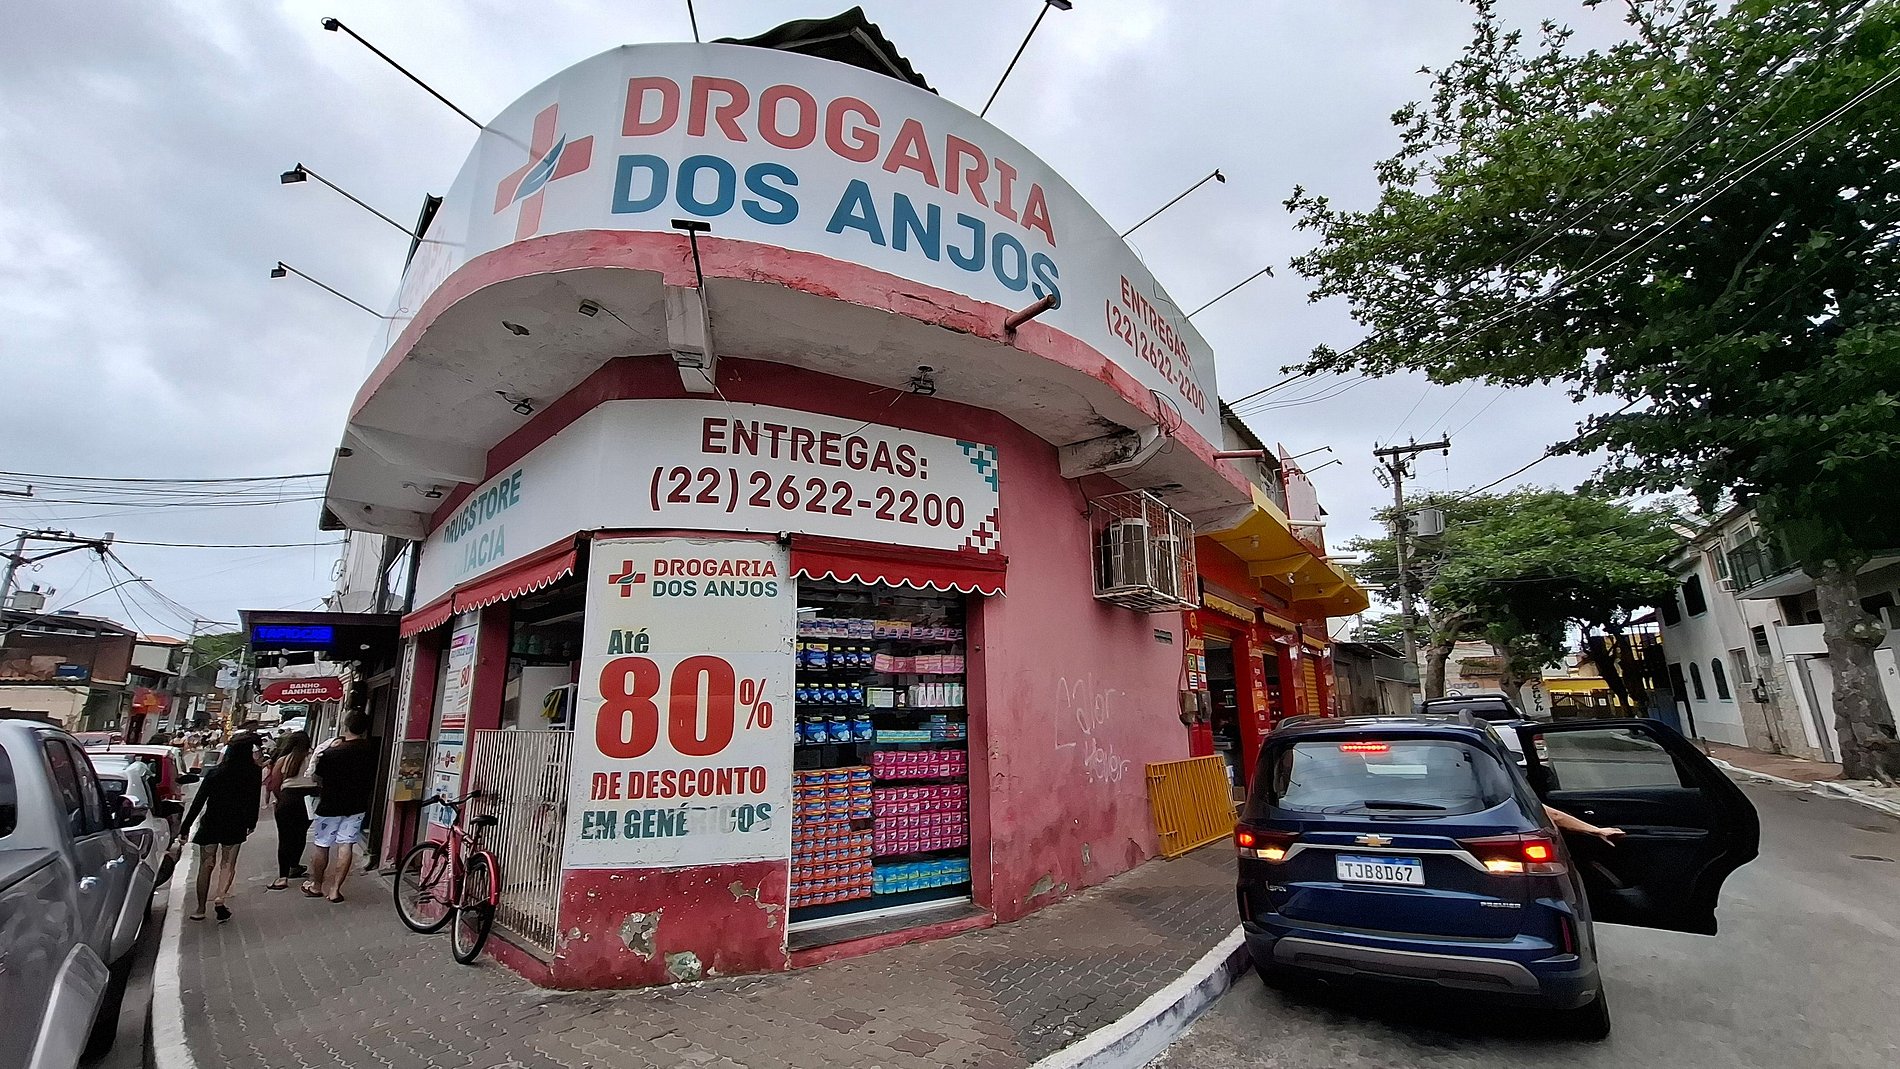 DROGARIA
DOS ANJOS
ENTREGAS:
(22)2622-2200
ENTREGAS:
(22)2622-2200
DRUGSTORE
DROGARIA
DOS ANJOS
Até
80%
DE DESCONTO
EM GENÉRICOS
BANHO
BANHEIRO
TJB8D67